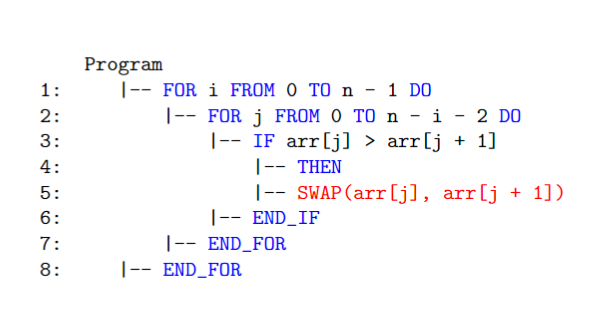 Program
1: |-- FOR i FROM 0 TO n - 1 DO
2: |-- FOR j FROM 0 TO n - i - 2 DO
3: |-- IF arr[j] > arr[j + 1]
4: |-- THEN
5: |-- SWAP(arr[j], arr[j + 1])
6: |-- END_IF
7: |-- END_FOR
8: |-- END_FOR